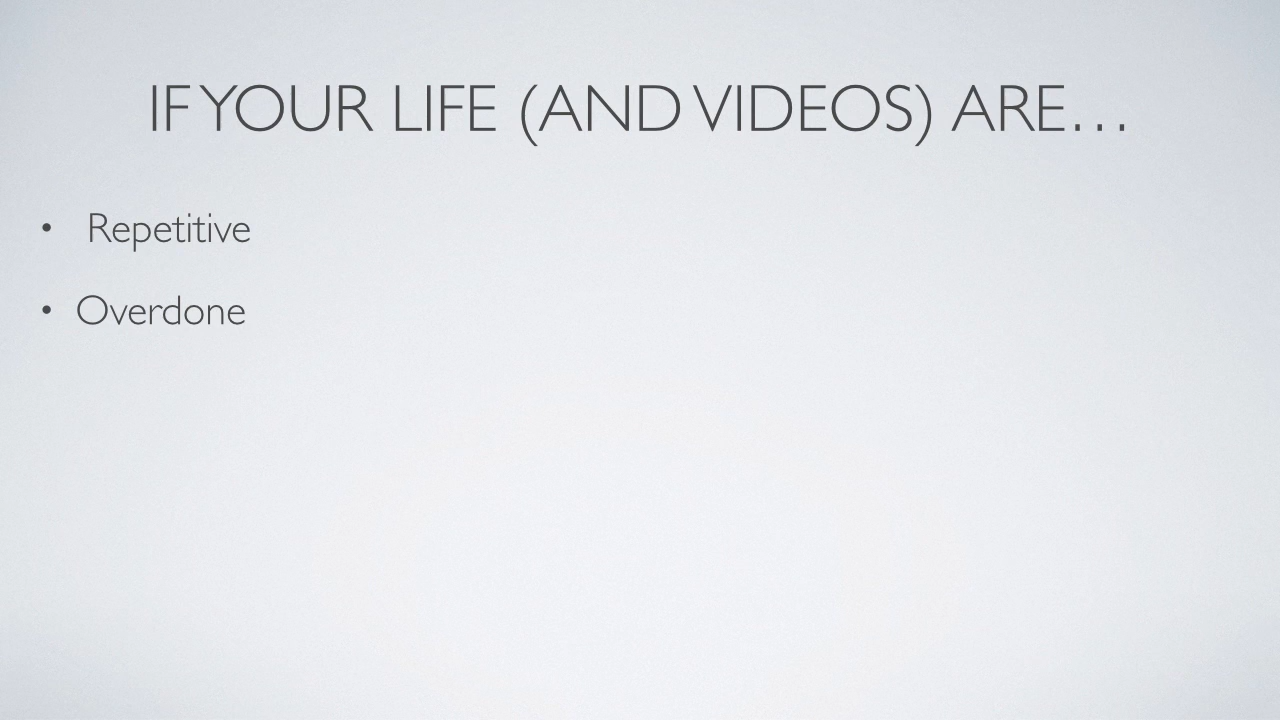 IF YOUR LIFE (AND VIDEOS) ARE…
• Repetitive
• Overdone